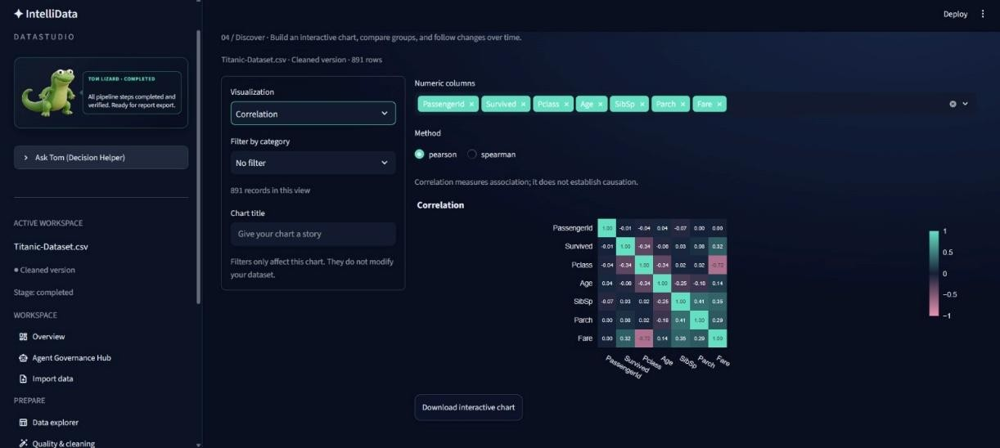 IntelliData
DATASTUDIO
TOM LIZARD • COMPLETED
All pipeline steps completed and
verified. Ready for report export.
Ask Tom (Decision Helper)
ACTIVE WORKSPACE
Titanic-Dataset.csv
Cleaned version
Stage: completed
WORKSPACE
Overview
Agent Governance Hub
Import data
PREPARE
Data explorer
Quality & cleaning
Deploy
04 / Discover · Build an interactive chart, compare groups, and follow changes over time.
Titanic-Dataset.csv · Cleaned version · 891 rows
Visualization
Correlation
Filter by category
No filter
891 records in this view
Chart title
Give your chart a story
Filters only affect this chart. They do not modify
your dataset.
Numeric columns
PassengerId × Survived × Pclass × Age × SibSp × Parch × Fare ×
Method
pearson spearman
Correlation measures association; it does not establish causation.
Correlation
PassengerId 1.00 -0.01 -0.04 0.04 -0.07 0.00 0.00
Survived -0.01 1.00 -0.34 -0.06 0.03 0.08 0.32
Pclass -0.04 -0.34 1.00 -0.34 0.02 0.02 -0.72
Age 0.04 -0.06 -0.34 1.00 -0.25 -0.18 0.14
SibSp -0.07 0.03 0.02 -0.25 1.00 0.41 0.35
Parch 0.00 0.08 0.02 -0.18 0.41 1.00 0.29
Fare 0.00 0.32 -0.72 0.14 0.35 0.29 1.00
PassengerId Survived Pclass Age SibSp Parch Fare
1
0.5
0
−0.5
−1
Download interactive chart